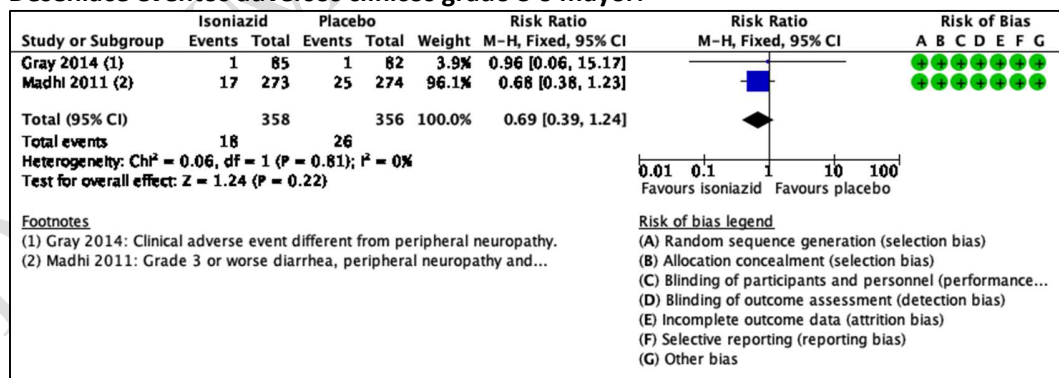 Isoniazid Placebo Risk Ratio Risk Ratio Risk of Bias
Study or Subgroup Events Total Events Total Weight M-H, Fixed, 95% CI M-H, Fixed, 95% CI A B C D E F G
Gray 2014 (1) 1 85 1 82 3.9% 0.96 [0.06, 15.17] + + + + + + +
Madhi 2011 (2) 17 273 25 274 96.1% 0.68 [0.38, 1.23] + + + + + + +
Total (95% CI) 358 356 100.0% 0.69 [0.39, 1.24]
Total events 18 26
Heterogeneity: Chi² = 0.06, df = 1 (P = 0.81); I² = 0%
Test for overall effect: Z = 1.24 (P = 0.22)
0.01 0.1 1 10 100
Favours isoniazid Favours placebo
Footnotes
(1) Gray 2014: Clinical adverse event different from peripheral neuropathy.
(2) Madhi 2011: Grade 3 or worse diarrhea, peripheral neuropathy and...
Risk of bias legend
(A) Random sequence generation (selection bias)
(B) Allocation concealment (selection bias)
(C) Blinding of participants and personnel (performance...
(D) Blinding of outcome assessment (detection bias)
(E) Incomplete outcome data (attrition bias)
(F) Selective reporting (reporting bias)
(G) Other bias